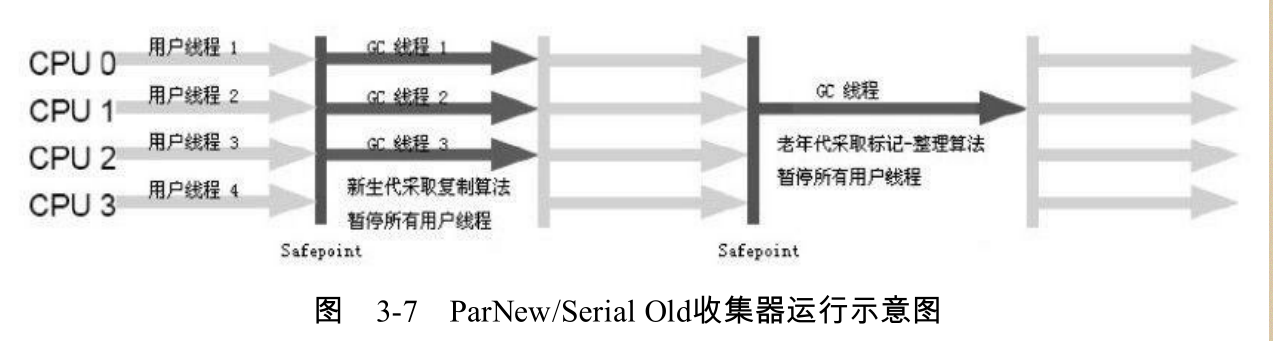 用户线程 1
GC 线程 1
CPU 0
用户线程 2
GC 线程 2
GC 线程
CPU 1
用户线程 3
GC 线程 3
老年代采取标记-整理算法
CPU 2
暂停所有用户线程
用户线程 4
新生代采取复制算法
CPU 3
暂停所有用户线程
Safepoint
Safepoint
图 3-7 ParNew/Serial Old收集器运行示意图